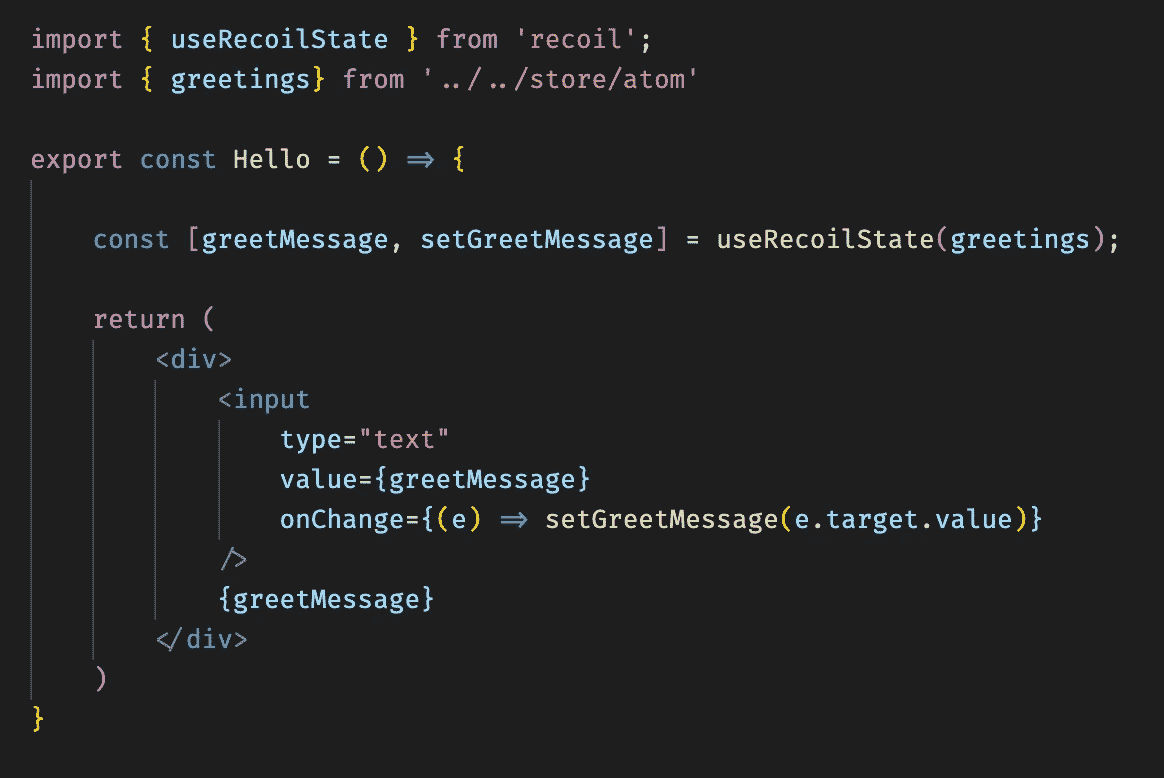 import { useRecoilState } from 'recoil';
import { greetings} from '../../store/atom'
export const Hello = () => {
const [greetMessage, setGreetMessage] = useRecoilState(greetings);
return (
<div>
<input
type="text"
value={greetMessage}
onChange={(e) => setGreetMessage(e.target.value)}
/>
{greetMessage}
</div>
)
}